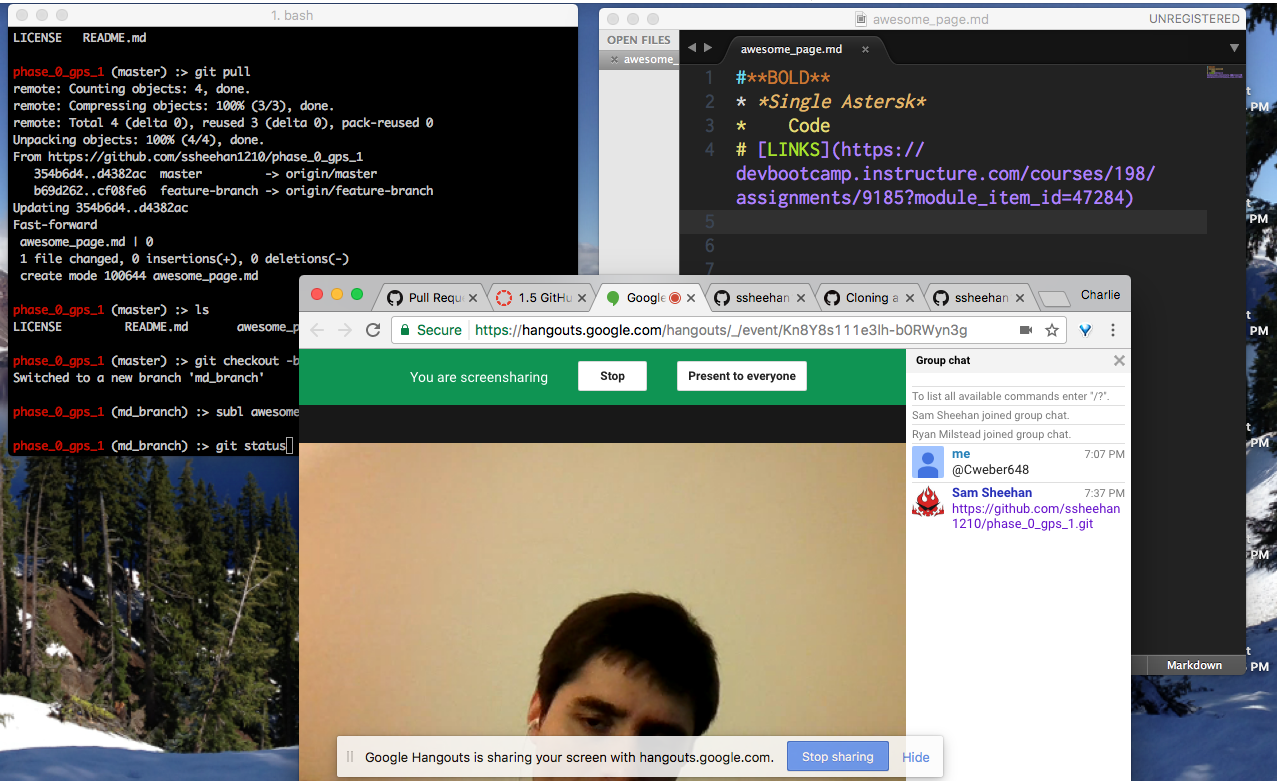 1. bash
LICENSE README.md
phase_0_gps_1 (master) :> git pull
remote: Counting objects: 4, done.
remote: Compressing objects: 100% (3/3), done.
remote: Total 4 (delta 0), reused 3 (delta 0), pack-reused 0
Unpacking objects: 100% (4/4), done.
From https://github.com/ssheehan1210/phase_0_gps_1
354b6d4..d4382ac master -> origin/master
b69d262..cf08fe6 feature-branch -> origin/feature-branch
Updating 354b6d4..d4382ac
Fast-forward
awesome_page.md | 0
1 file changed, 0 insertions(+), 0 deletions(-)
create mode 100644 awesome_page.md
phase_0_gps_1 (master) :> ls
LICENSE README.md awesome_p
phase_0_gps_1 (master) :> git checkout -b
Switched to a new branch 'md_branch'
phase_0_gps_1 (md_branch) :> subl awesome
phase_0_gps_1 (md_branch) :> git status
awesome_page.md
UNREGISTERED
OPEN FILES
awesome_
awesome_page.md
1 #**BOLD**
2 * *Single Astersk*
3 * Code
4 # [LINKS](https://
devbootcamp.instructure.com/courses/198/
assignments/9185?module_item_id=47284)
5
6
7
Markdown
Pull Requ
1.5 GitHu
Google
ssheehan
Cloning a
ssheehan
Charlie
Secure https://hangouts.google.com/hangouts/_/event/Kn8Y8s111e3lh-b0RWyn3g
You are screensharing
Stop
Present to everyone
Group chat
To list all available commands enter "/?".
Sam Sheehan joined group chat.
Ryan Milstead joined group chat.
me 7:07 PM
@Cweber648
Sam Sheehan 7:37 PM
https://github.com/ssheehan
1210/phase_0_gps_1.git
Google Hangouts is sharing your screen with hangouts.google.com.
Stop sharing
Hide
t
PM
PM
PM
PM
PM
t
PM